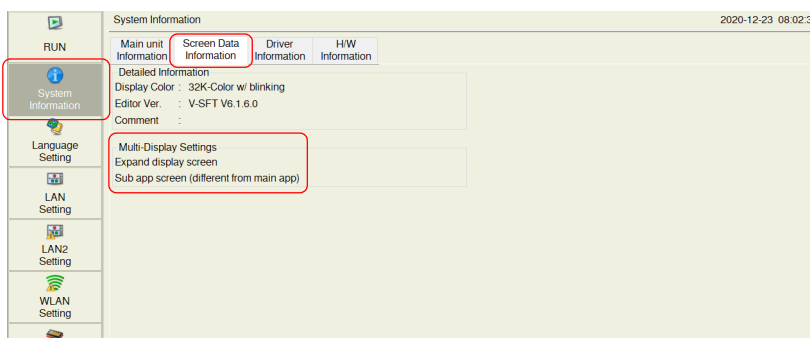 System Information
2020-12-23 08:02:3
RUN
System
Information
Language
Setting
LAN
Setting
LAN2
Setting
WLAN
Setting
Main unit
Information
Screen Data
Information
Driver
Information
H/W
Information
Detailed Information
Display Color : 32K-Color w/ blinking
Editor Ver. : V-SFT V6.1.6.0
Comment :
Multi-Display Settings
Expand display screen
Sub app screen (different from main app)